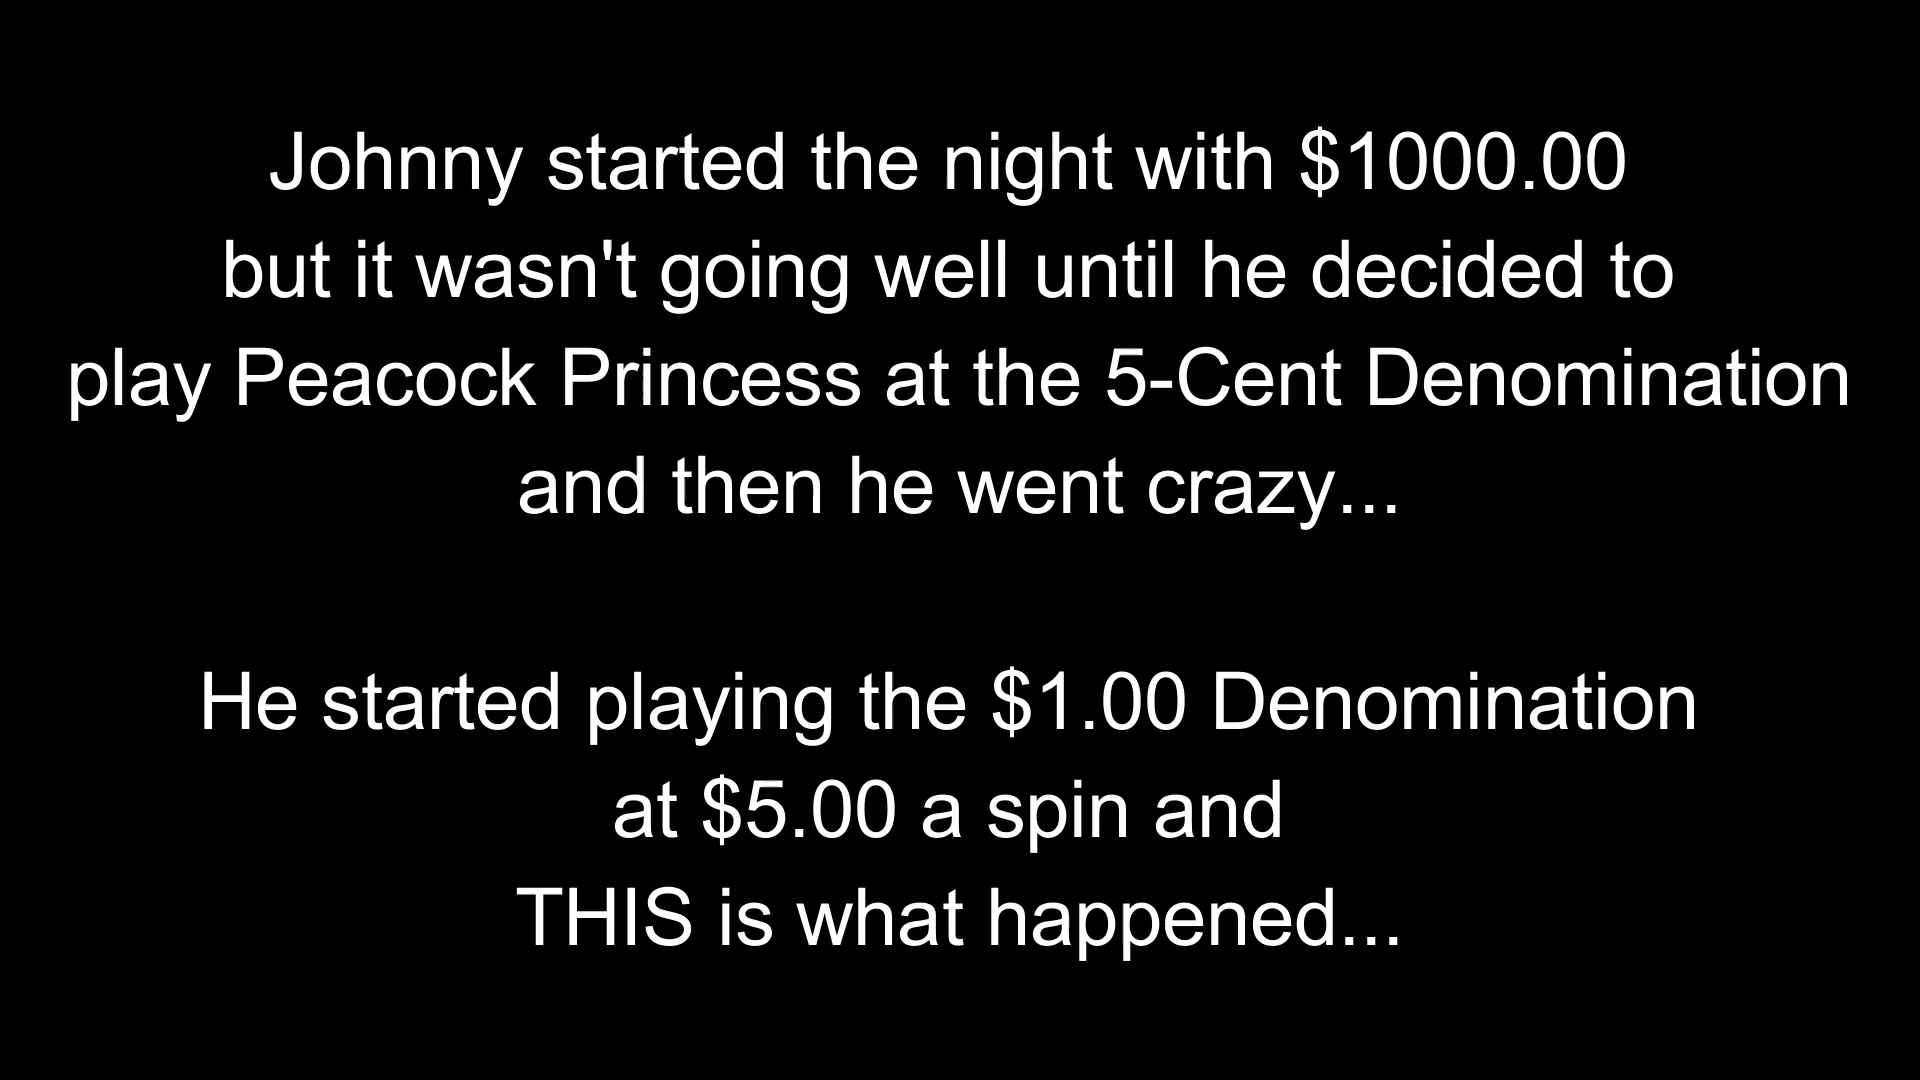 Johnny started the night with $1000.00
but it wasn't going well until he decided to
play Peacock Princess at the 5-Cent Denomination
and then he went crazy...
He started playing the $1.00 Denomination
at $5.00 a spin and
THIS is what happened...